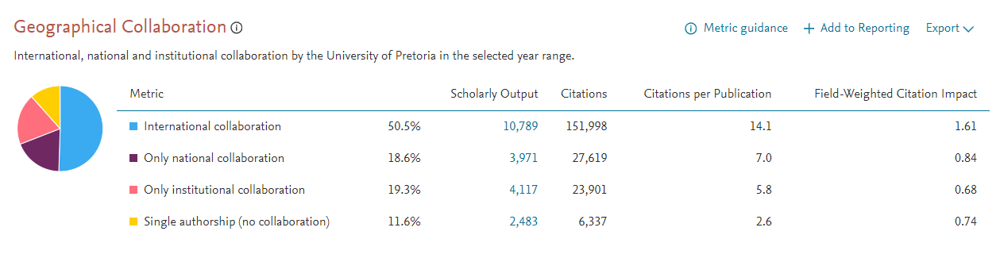 Geographical Collaboration
Metric guidance + Add to Reporting Export
International, national and institutional collaboration by the University of Pretoria in the selected year range.
Metric Scholarly Output Citations Citations per Publication Field-Weighted Citation Impact
International collaboration 50.5% 10,789 151,998 14.1 1.61
Only national collaboration 18.6% 3,971 27,619 7.0 0.84
Only institutional collaboration 19.3% 4,117 23,901 5.8 0.68
Single authorship (no collaboration) 11.6% 2,483 6,337 2.6 0.74